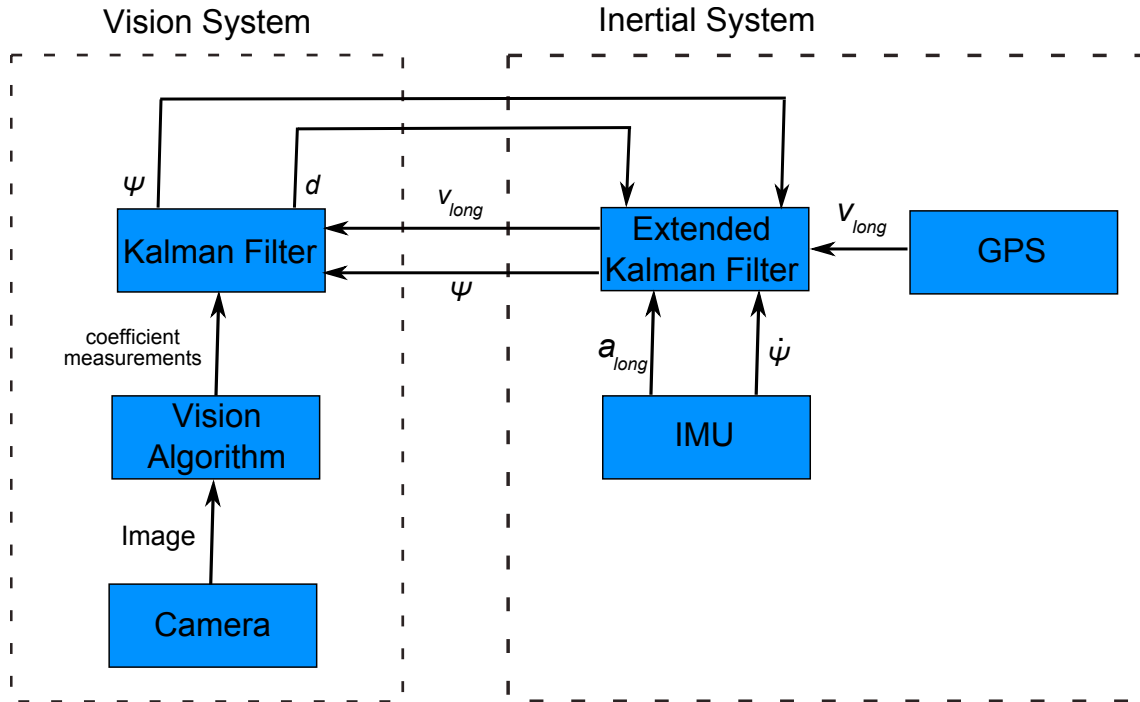 Vision System
Inertial System
ψ
d
v_long
v_long
Kalman Filter
Extended
Kalman Filter
GPS
ψ
coefficient
measurements
a_long
ψ̇
Vision
Algorithm
IMU
Image
Camera